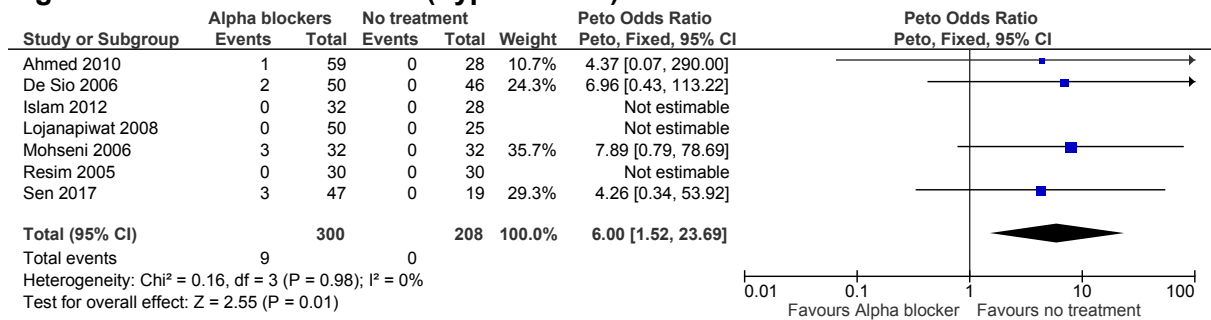 Alpha blockers No treatment Peto Odds Ratio Peto Odds Ratio
Study or Subgroup Events Total Events Total Weight Peto, Fixed, 95% CI Peto, Fixed, 95% CI
Ahmed 2010 1 59 0 28 10.7% 4.37 [0.07, 290.00]
De Sio 2006 2 50 0 46 24.3% 6.96 [0.43, 113.22]
Islam 2012 0 32 0 28 Not estimable
Lojanapiwat 2008 0 50 0 25 Not estimable
Mohseni 2006 3 32 0 32 35.7% 7.89 [0.79, 78.69]
Resim 2005 0 30 0 30 Not estimable
Sen 2017 3 47 0 19 29.3% 4.26 [0.34, 53.92]
Total (95% CI) 300 208 100.0% 6.00 [1.52, 23.69]
Total events 9 0
Heterogeneity: Chi² = 0.16, df = 3 (P = 0.98); I² = 0%
Test for overall effect: Z = 2.55 (P = 0.01)
0.01 0.1 1 10 100
Favours Alpha blocker Favours no treatment